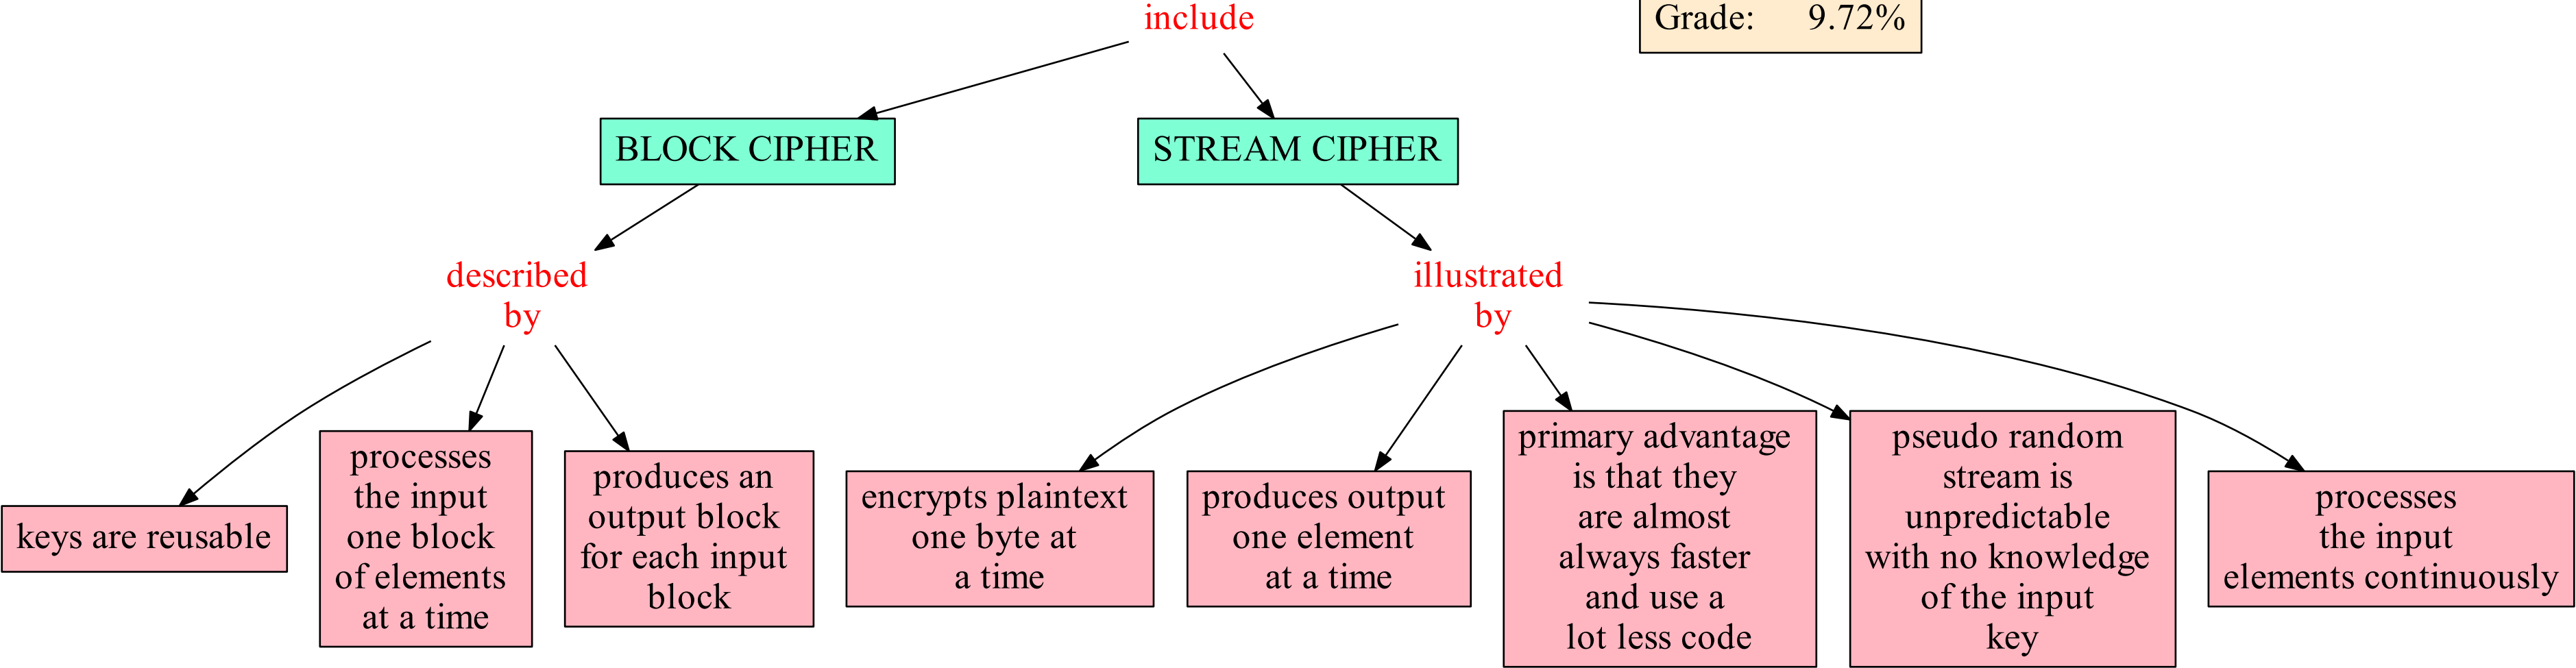 include
Grade: 9.72%
BLOCK CIPHER
STREAM CIPHER
described
by
illustrated
by
keys are reusable
processes
the input
one block
of elements
at a time
produces an
output block
for each input
block
encrypts plaintext
one byte at
a time
produces output
one element
at a time
primary advantage
is that they
are almost
always faster
and use a
lot less code
pseudo random
stream is
unpredictable
with no knowledge
of the input
key
processes
the input
elements continuously